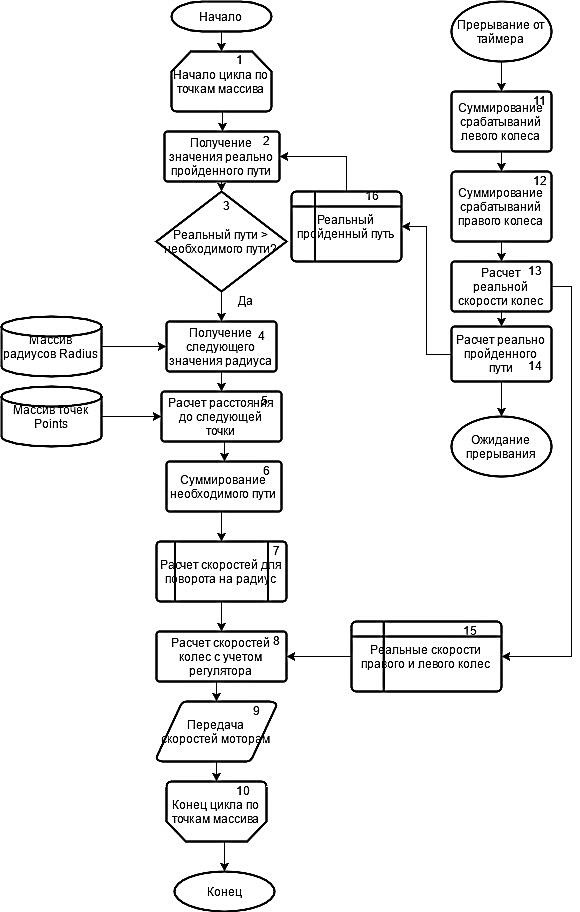 Начало
1
Начало цикла по
точкам массива
Получение 2
значения реально
пройденного пути
3
Реальный пути >
необходимого пути?
Да
Массив
радиусов Radius
Получение
следующего 4
значения радиуса
Массив точек
Points
Расчет расстояния 5
до следующей
точки
6
Суммирование
необходимого пути
7
Расчет скоростей для
поворота на радиус
Расчет скоростей 8
колес с учетом
регулятора
9
Передача
скоростей моторам
10
Конец цикла по
точкам массива
Конец
Прерывание от
таймера
11
Суммирование
срабатываний
левого колеса
12
Суммирование
срабатываний
правого колеса
Расчет 13
реальной
скорости колес
Расчет реально
пройденного
пути 14
Ожидание
прерывания
16
Реальный
пройденный путь
15
Реальные скорости
правого и левого колес